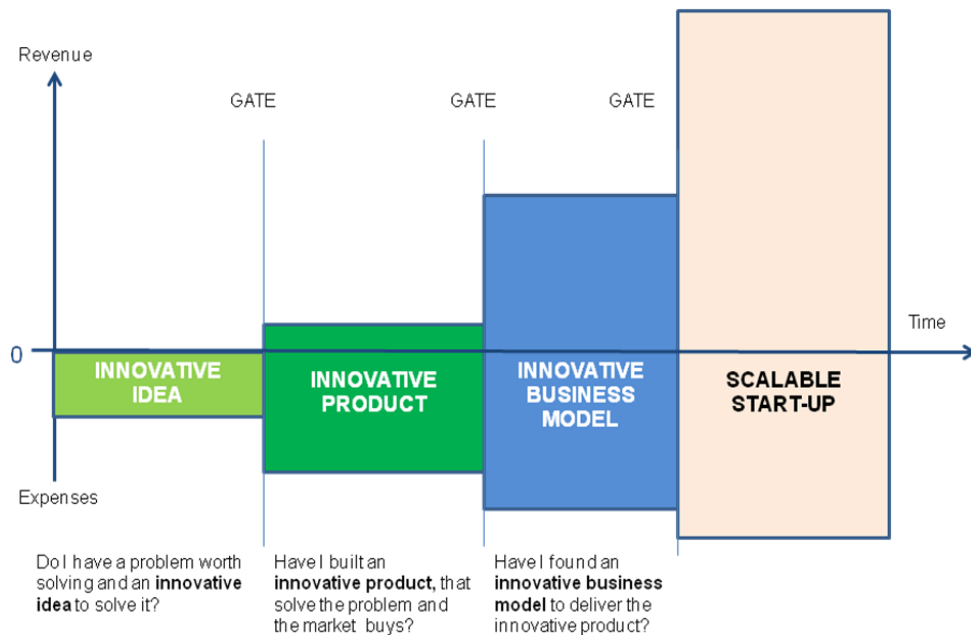 Revenue
GATE
GATE
GATE
Time
0
INNOVATIVE
IDEA
INNOVATIVE
PRODUCT
INNOVATIVE
BUSINESS
MODEL
SCALABLE
START-UP
Expenses
Do I have a problem worth
solving and an innovative
idea to solve it?
Have I built an
innovative product, that
solve the problem and
the market buys?
Have I found an
innovative business
model to deliver the
innovative product?